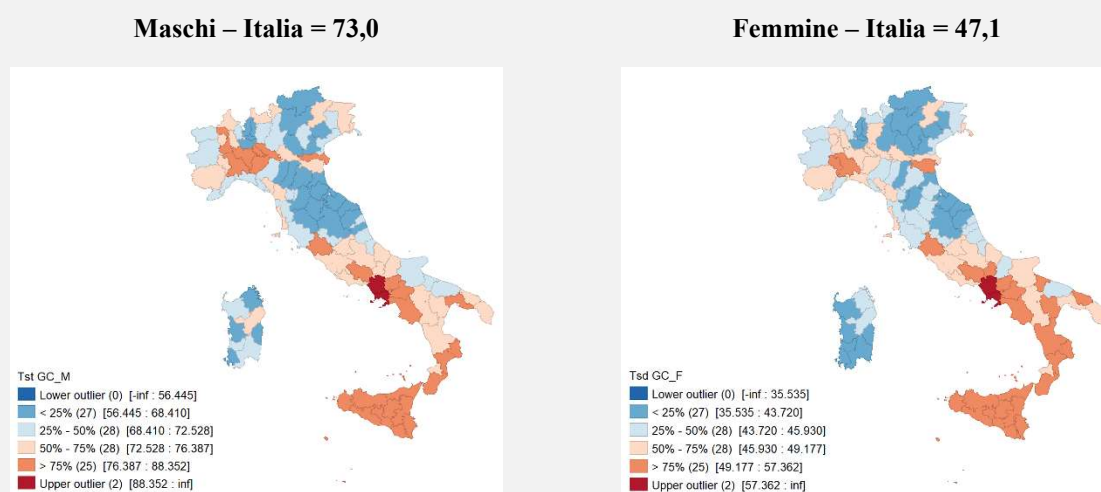 Maschi – Italia = 73,0
Tst GC_M
Lower outlier (0) [-inf : 56.445]
< 25% (27) [56.445 : 68.410]
25% - 50% (28) [68.410 : 72.528]
50% - 75% (28) [72.528 : 76.387]
> 75% (25) [76.387 : 88.352]
Upper outlier (2) [88.352 : inf]
Femmine – Italia = 47,1
Tsd GC_F
Lower outlier (0) [-inf : 35.535]
< 25% (27) [35.535 : 43.720]
25% - 50% (28) [43.720 : 45.930]
50% - 75% (28) [45.930 : 49.177]
> 75% (25) [49.177 : 57.362]
Upper outlier (2) [57.362 : inf]